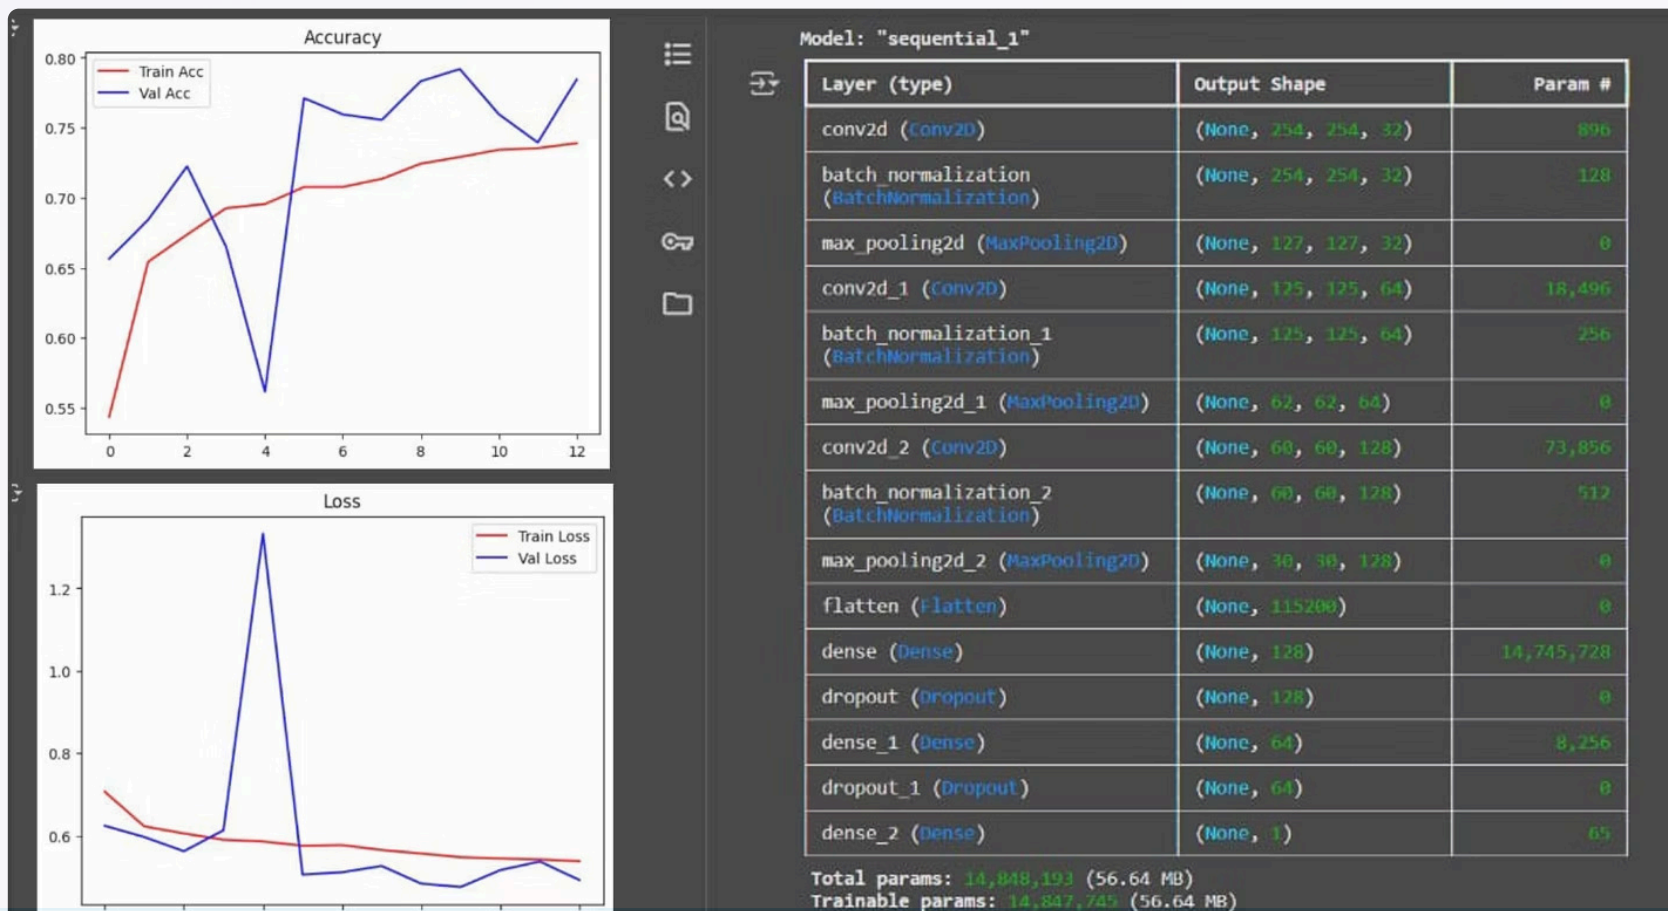 Accuracy
Train Acc
Val Acc
0.80
0.75
0.70
0.65
0.60
0.55
0 2 4 6 8 10 12
Loss
Train Loss
Val Loss
1.2
1.0
0.8
0.6
Model: "sequential_1"
Layer (type) Output Shape Param #
conv2d (Conv2D) (None, 254, 254, 32) 896
batch_normalization (None, 254, 254, 32) 128
(BatchNormalization)
max_pooling2d (MaxPooling2D) (None, 127, 127, 32) 0
conv2d_1 (Conv2D) (None, 125, 125, 64) 18,496
batch_normalization_1 (None, 125, 125, 64) 256
(BatchNormalization)
max_pooling2d_1 (MaxPooling2D) (None, 62, 62, 64) 0
conv2d_2 (Conv2D) (None, 60, 60, 128) 73,856
batch_normalization_2 (None, 60, 60, 128) 512
(BatchNormalization)
max_pooling2d_2 (MaxPooling2D) (None, 30, 30, 128) 0
flatten (Flatten) (None, 115200) 0
dense (Dense) (None, 128) 14,745,728
dropout (Dropout) (None, 128) 0
dense_1 (Dense) (None, 64) 8,256
dropout_1 (Dropout) (None, 64) 0
dense_2 (Dense) (None, 1) 65
Total params: 14,848,193 (56.64 MB)
Trainable params: 14,847,745 (56.64 MB)